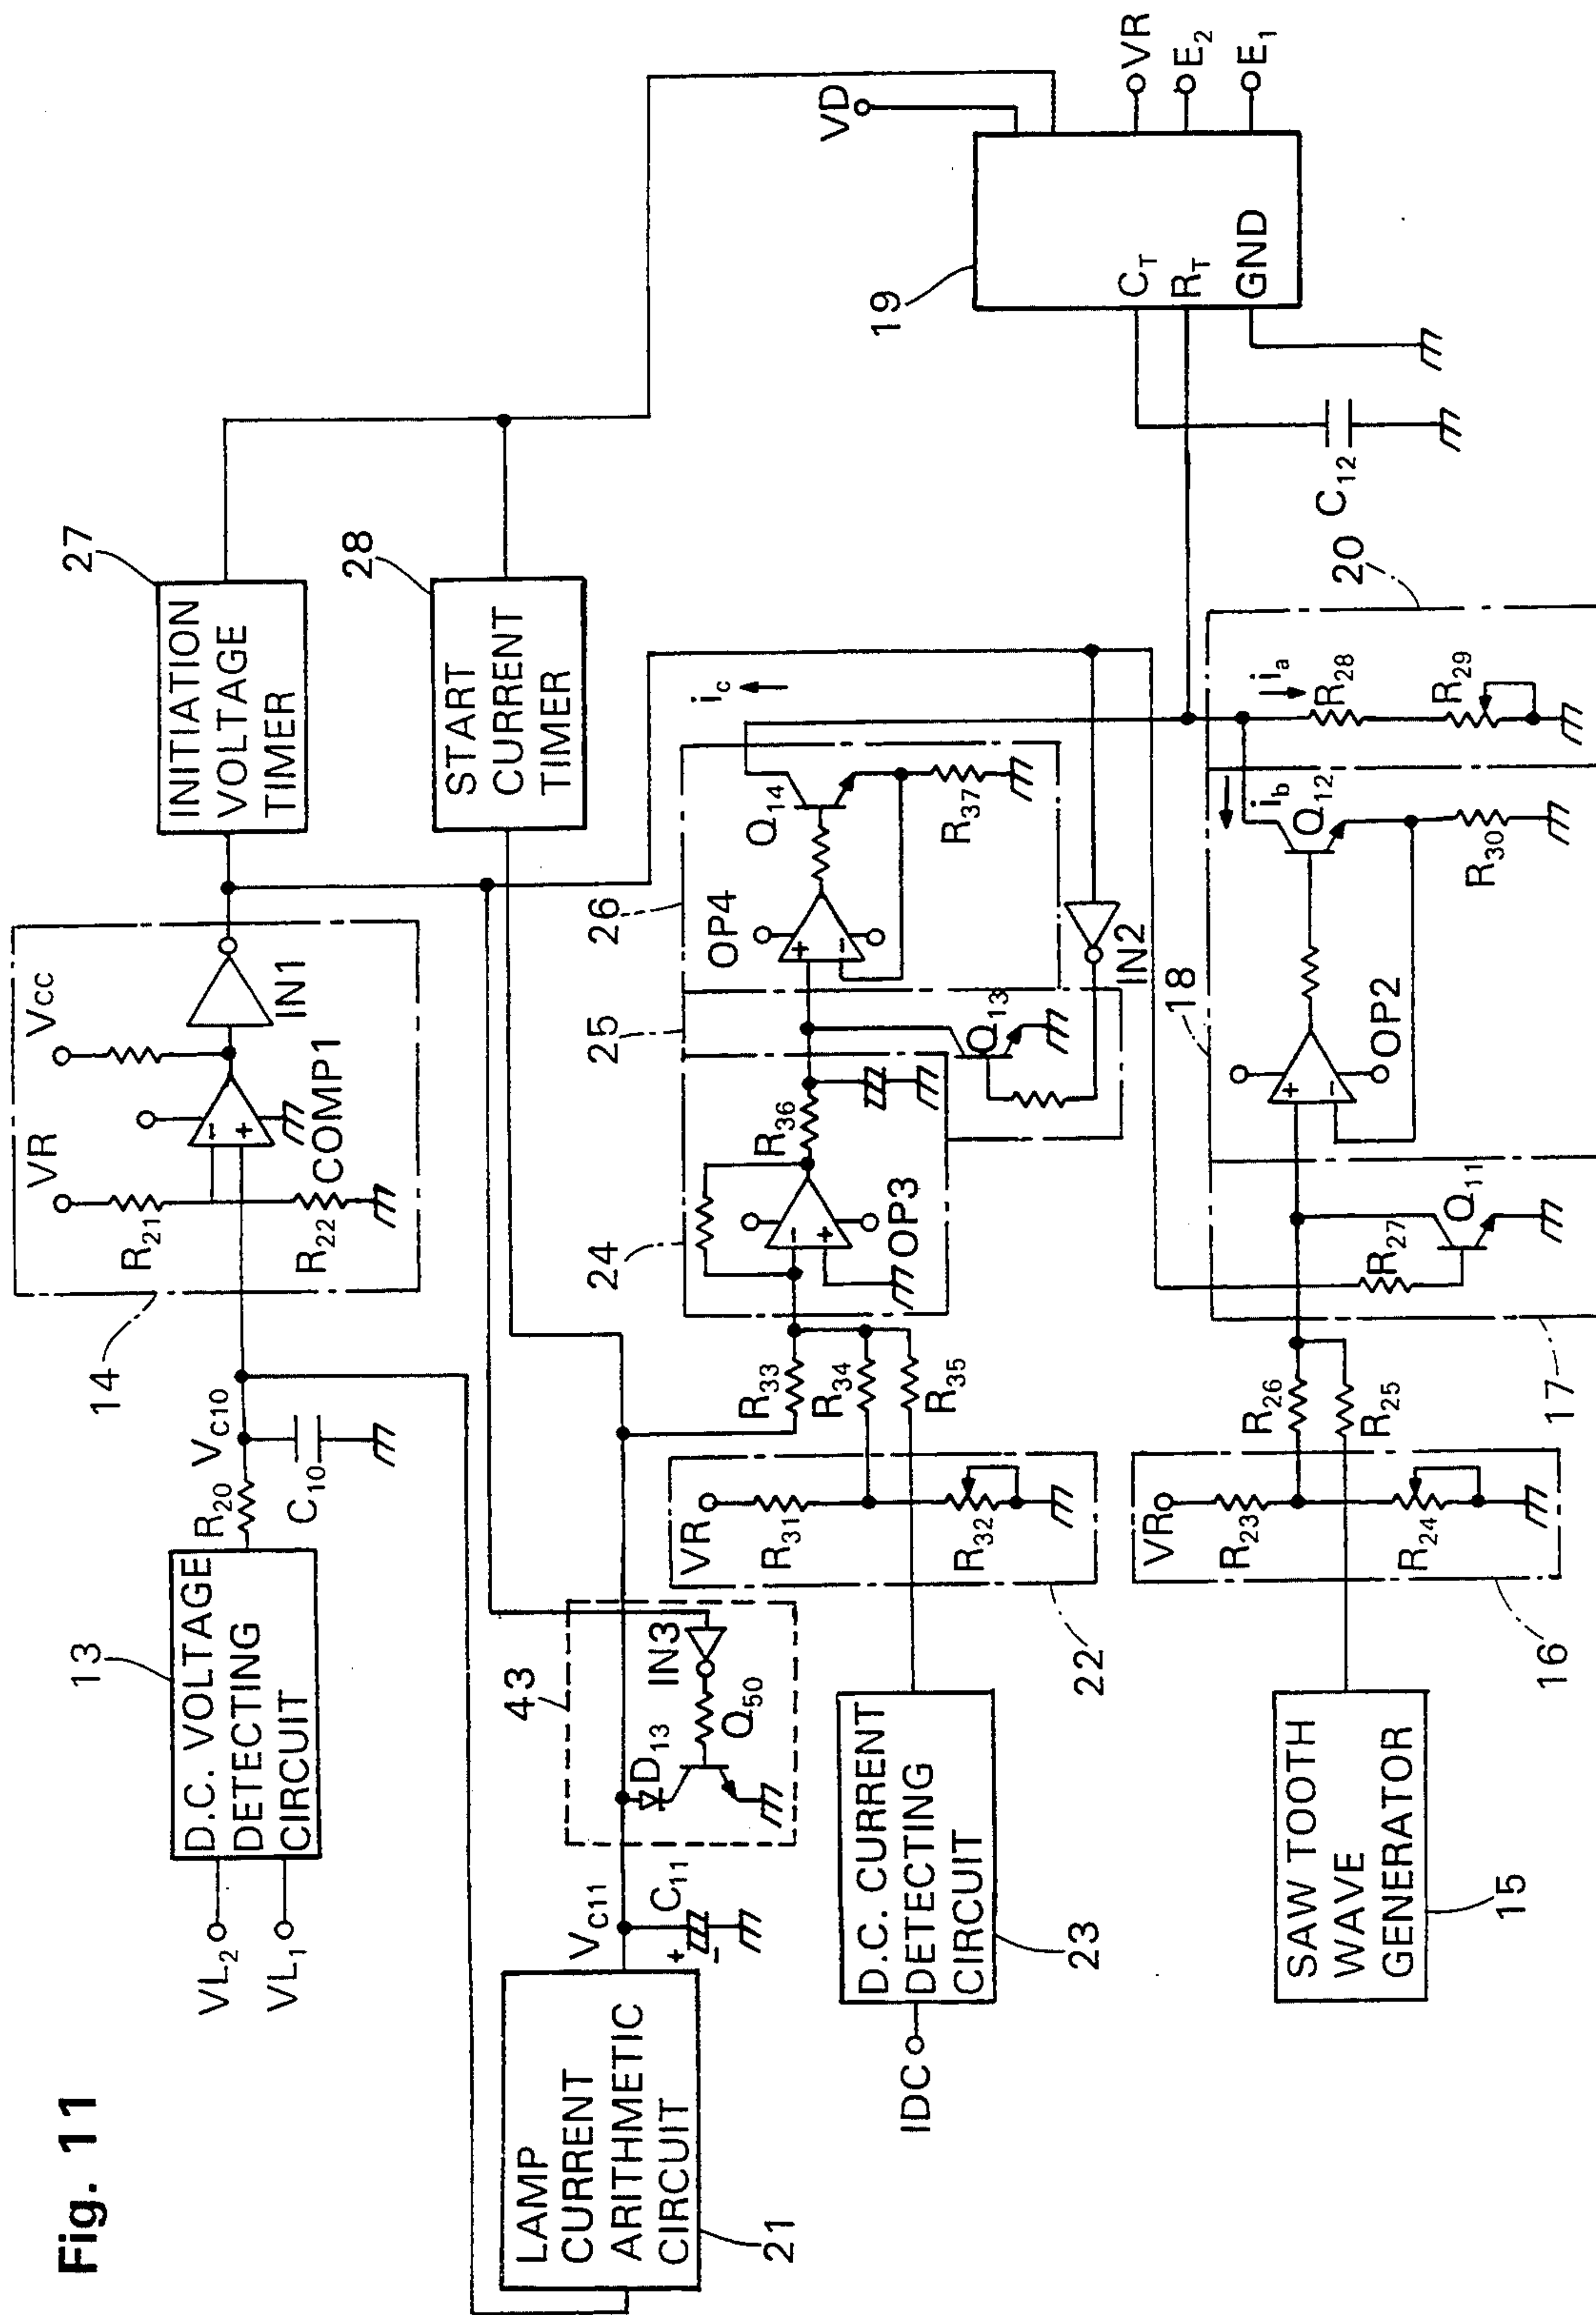 Fig. 11
VL2
VL1
13
D.C. VOLTAGE
DETECTING
CIRCUIT
R20
VC10
C10
14
VR
R21
R22
Vcc
COMP1
IN1
27
INITIATION
VOLTAGE
TIMER
28
START
CURRENT
TIMER
LAMP
CURRENT
ARITHMETIC
CIRCUIT
21
VC11
C11
+
-
43
D13
Q50
IN3
IDC
D.C. CURRENT
DETECTING
CIRCUIT
23
VR
R31
R32
22
R33
R34
R35
24
OP3
-
+
R36
25
Q13
26
OP4
+
-
Q14
R37
ic
IN2
SAW TOOTH
WAVE
GENERATOR
15
VR
R23
R24
16
R26
R25
17
R27
Q11
18
OP2
+
-
Q12
R30
ib
20
ia
R28
R29
C12
19
CT
RT
GND
VD
VR
E2
E1